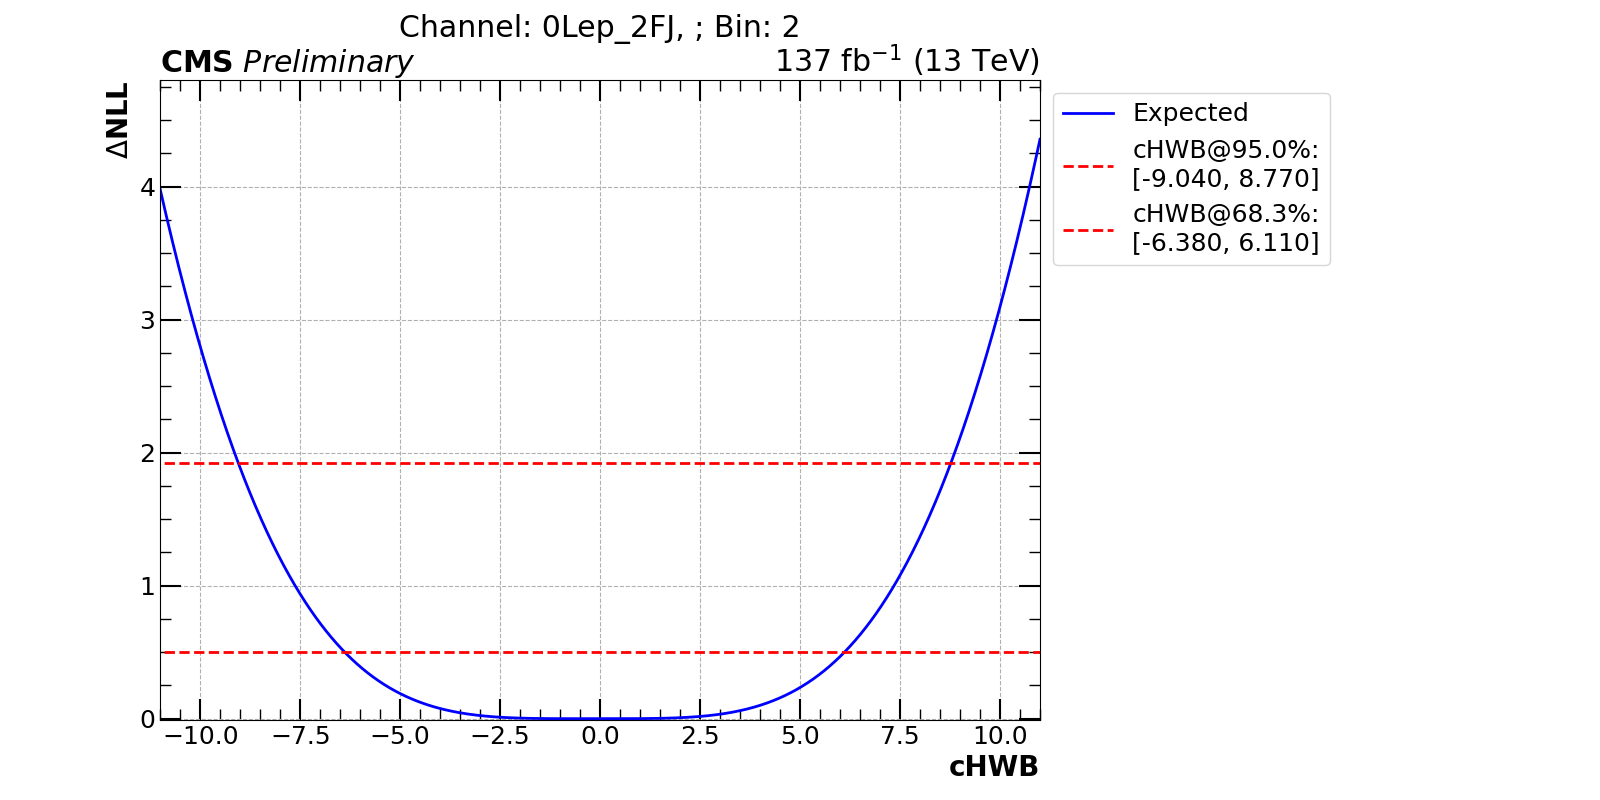 Channel: 0Lep_2FJ, ; Bin: 2
CMS Preliminary 137 fb⁻¹ (13 TeV)
ΔNLL
4
3
2
1
0
−10.0 −7.5 −5.0 −2.5 0.0 2.5 5.0 7.5 10.0
cHWB
Expected
cHWB@95.0%:
[-9.040, 8.770]
cHWB@68.3%:
[-6.380, 6.110]